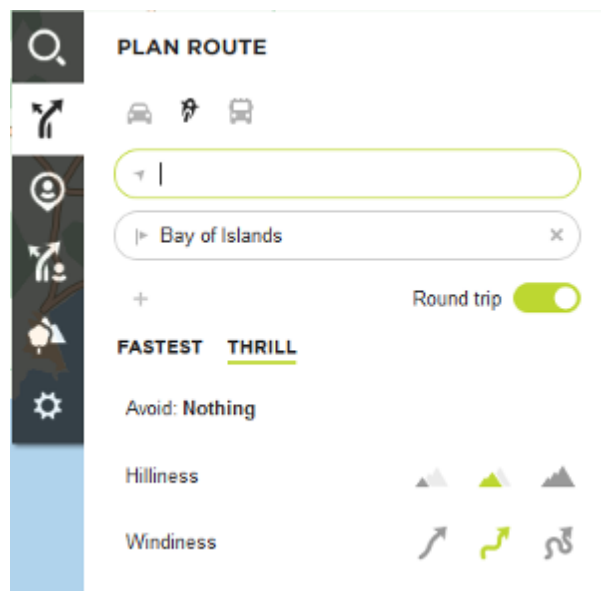 PLAN ROUTE
Bay of Islands
Round trip
FASTEST THRILL
Avoid: Nothing
Hilliness
Windiness